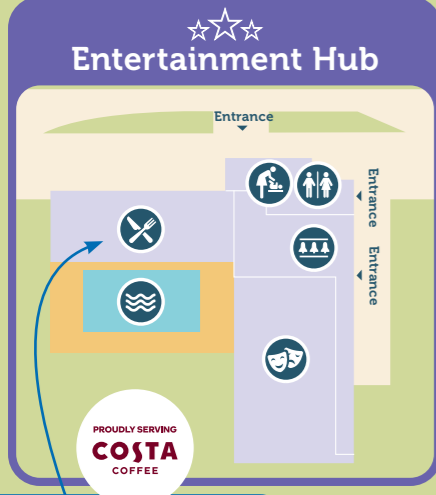 Entertainment Hub
Entrance
Entrance
Entrance
PROUDLY SERVING
COSTA
COFFEE